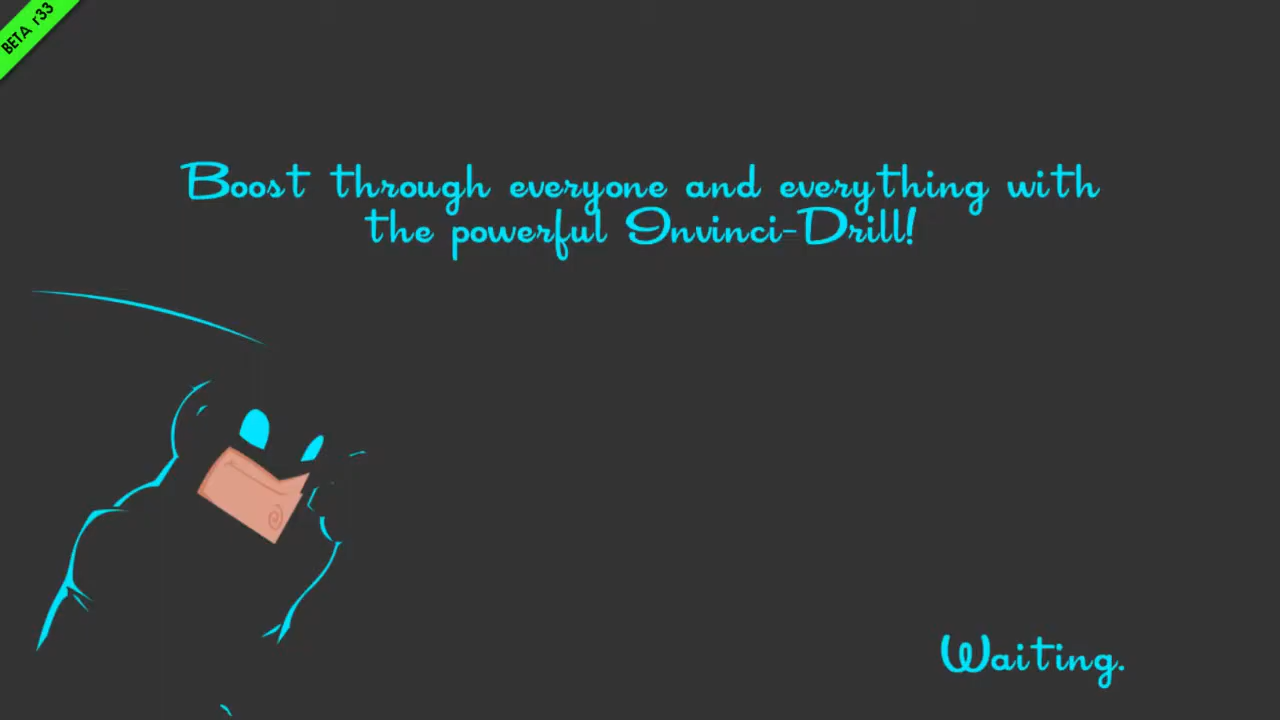 BETA r33
Boost through everyone and everything with
the powerful Invinci-Drill!
Waiting.